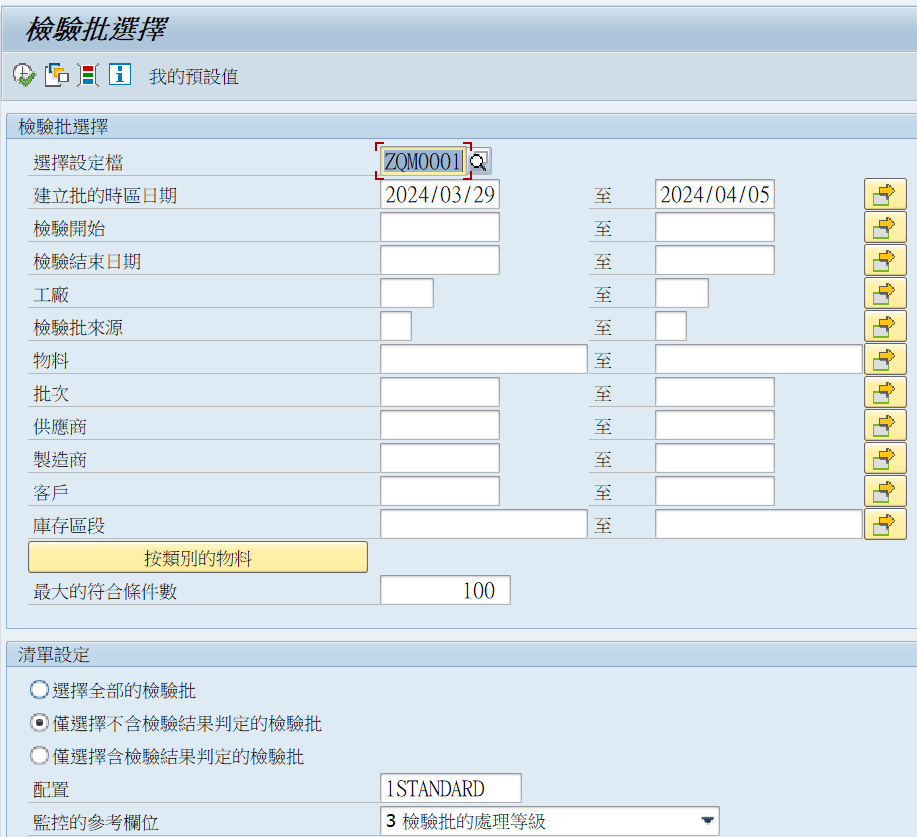 檢驗批選擇
我的預設值
檢驗批選擇
選擇設定檔 ZQM0001
建立批的時區日期 2024/03/29 至 2024/04/05
檢驗開始 至
檢驗結束日期 至
工廠 至
檢驗批來源 至
物料 至
批次 至
供應商 至
製造商 至
客戶 至
庫存區段 至
按類別的物料
最大的符合條件數 100
清單設定
選擇全部的檢驗批
僅選擇不含檢驗結果判定的檢驗批
僅選擇含檢驗結果判定的檢驗批
配置 1STANDARD
監控的參考欄位 3 檢驗批的處理等級